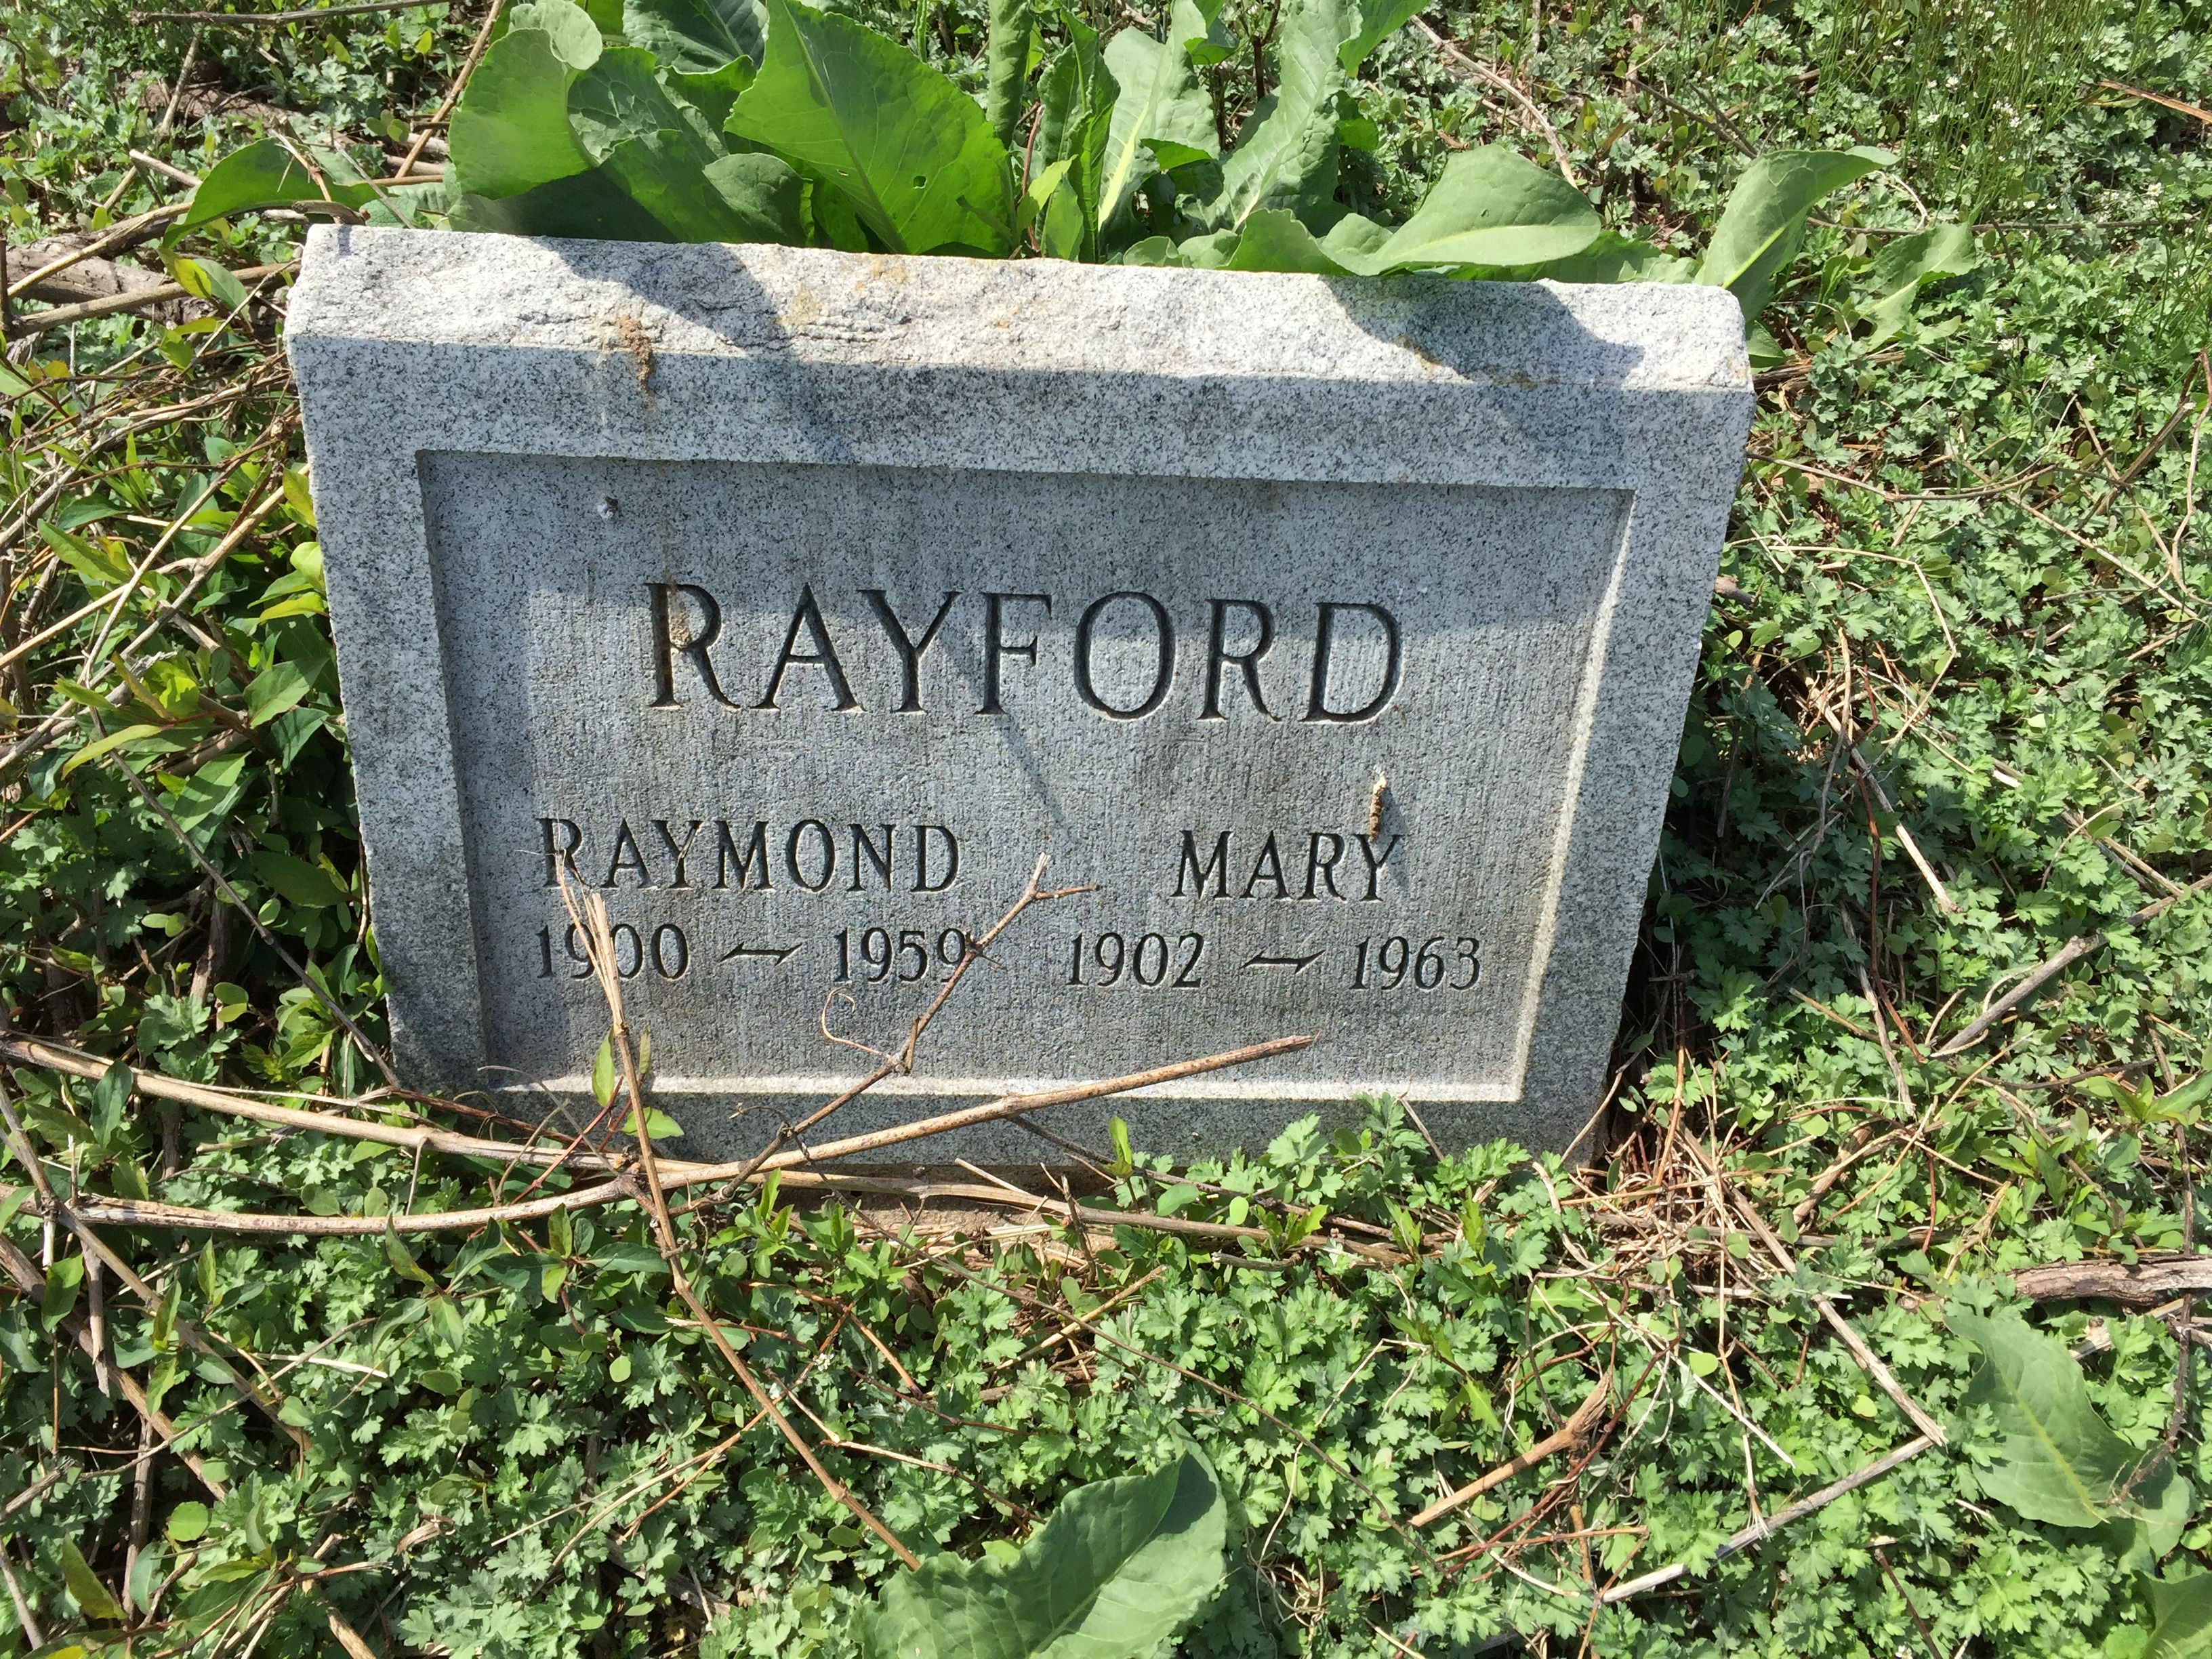 RAYFORD
RAYMOND MARY
1900 – 1959 1902 – 1963